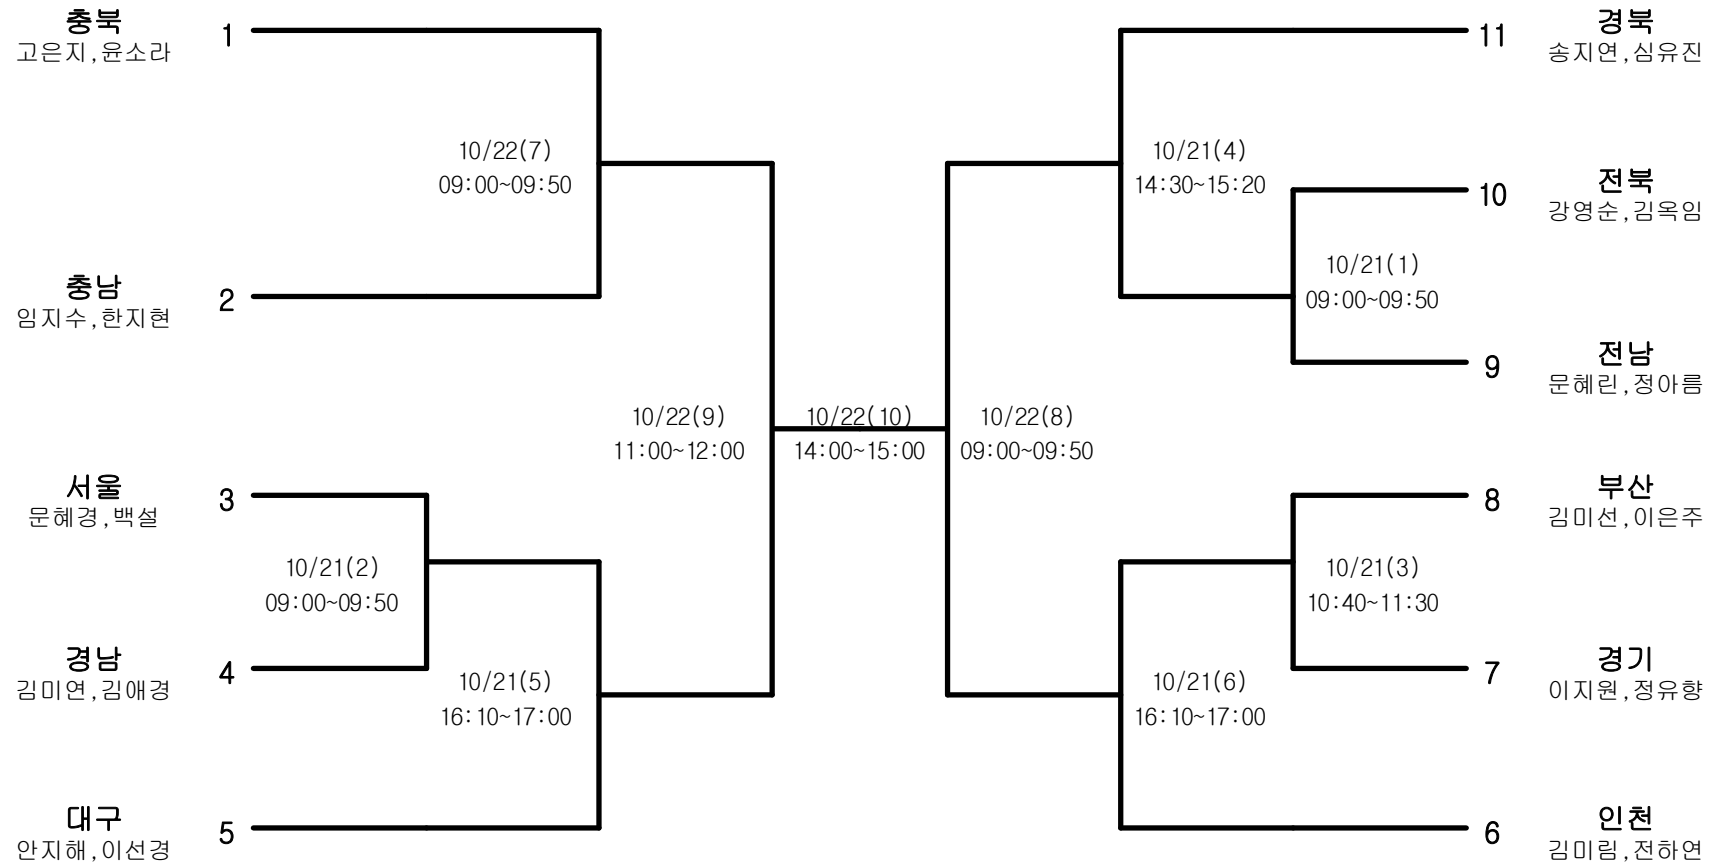 충북
고은지,윤소라
1
11
경북
송지연,심유진
10/22(7)
09:00~09:50
10/21(4)
14:30~15:20
10
전북
강영순,김옥임
충남
임지수,한지현
2
10/21(1)
09:00~09:50
9
전남
문혜린,정아름
10/22(9)
11:00~12:00
10/22(10)
14:00~15:00
10/22(8)
09:00~09:50
서울
문혜경,백설
3
8
부산
김미선,이은주
10/21(2)
09:00~09:50
10/21(3)
10:40~11:30
경남
김미연,김애경
4
10/21(5)
16:10~17:00
10/21(6)
16:10~17:00
7
경기
이지원,정유향
대구
안지해,이선경
5
6
인천
김미림,전하연